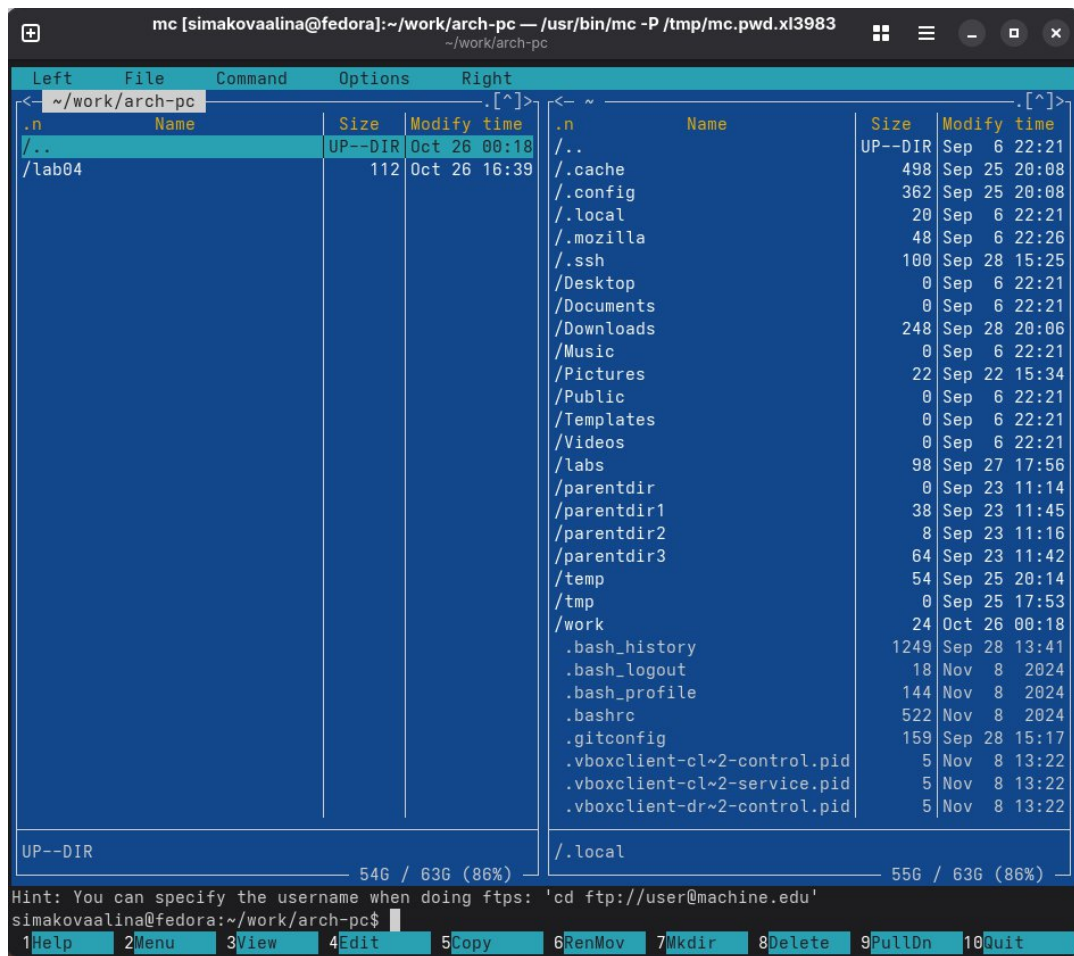 mc [simakovaalina@fedora]:~/work/arch-pc — /usr/bin/mc -P /tmp/mc.pwd.xl3983
~/work/arch-pc
Left File Command Options Right
<- ~/work/arch-pc .[^]>
.n Name Size Modify time
/.. UP--DIR Oct 26 00:18
/lab04 112 Oct 26 16:39
UP--DIR
54G / 63G (86%)
<- ~ .[^]>
.n Name Size Modify time
/.. UP--DIR Sep 6 22:21
/.cache 498 Sep 25 20:08
/.config 362 Sep 25 20:08
/.local 20 Sep 6 22:21
/.mozilla 48 Sep 6 22:26
/.ssh 100 Sep 28 15:25
/Desktop 0 Sep 6 22:21
/Documents 0 Sep 6 22:21
/Downloads 248 Sep 28 20:06
/Music 0 Sep 6 22:21
/Pictures 22 Sep 22 15:34
/Public 0 Sep 6 22:21
/Templates 0 Sep 6 22:21
/Videos 0 Sep 6 22:21
/labs 98 Sep 27 17:56
/parentdir 0 Sep 23 11:14
/parentdir1 38 Sep 23 11:45
/parentdir2 8 Sep 23 11:16
/parentdir3 64 Sep 23 11:42
/temp 54 Sep 25 20:14
/tmp 0 Sep 25 17:53
/work 24 Oct 26 00:18
.bash_history 1249 Sep 28 13:41
.bash_logout 18 Nov 8 2024
.bash_profile 144 Nov 8 2024
.bashrc 522 Nov 8 2024
.gitconfig 159 Sep 28 15:17
.vboxclient-cl~2-control.pid 5 Nov 8 13:22
.vboxclient-cl~2-service.pid 5 Nov 8 13:22
.vboxclient-dr~2-control.pid 5 Nov 8 13:22
/.local
55G / 63G (86%)
Hint: You can specify the username when doing ftps: 'cd ftp://user@machine.edu'
simakovaalina@fedora:~/work/arch-pc$
1Help 2Menu 3View 4Edit 5Copy 6RenMov 7Mkdir 8Delete 9PullDn 10Quit